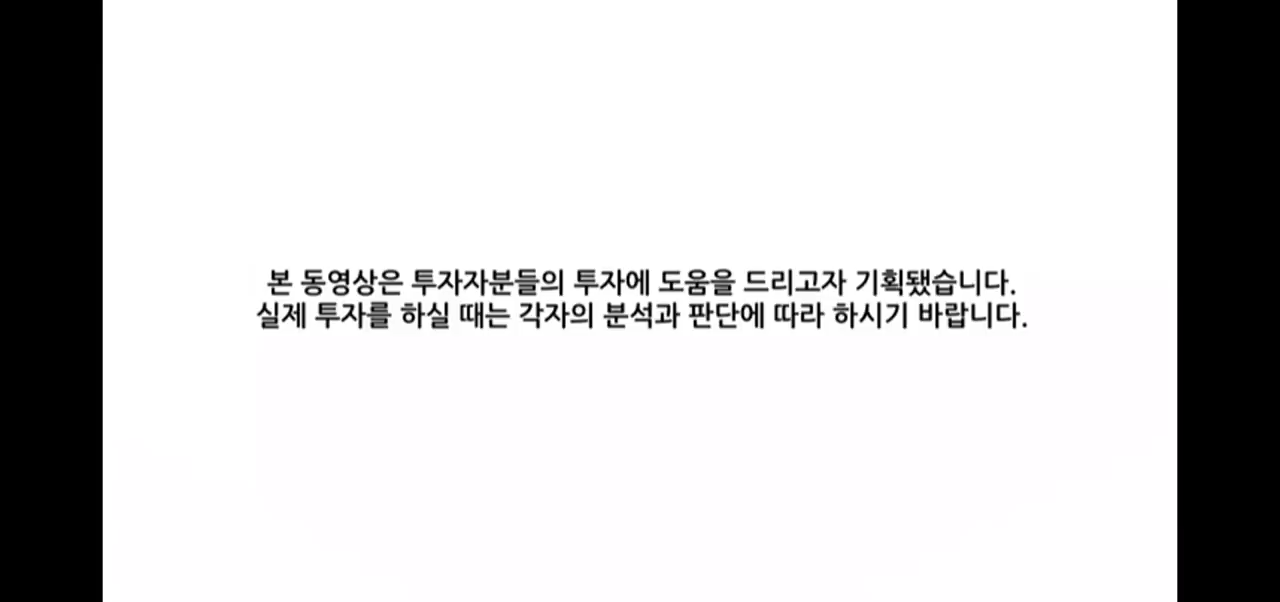 본 동영상은 투자자분들의 투자에 도움을 드리고자 기획됐습니다.
실제 투자를 하실 때는 각자의 분석과 판단에 따라 하시기 바랍니다.